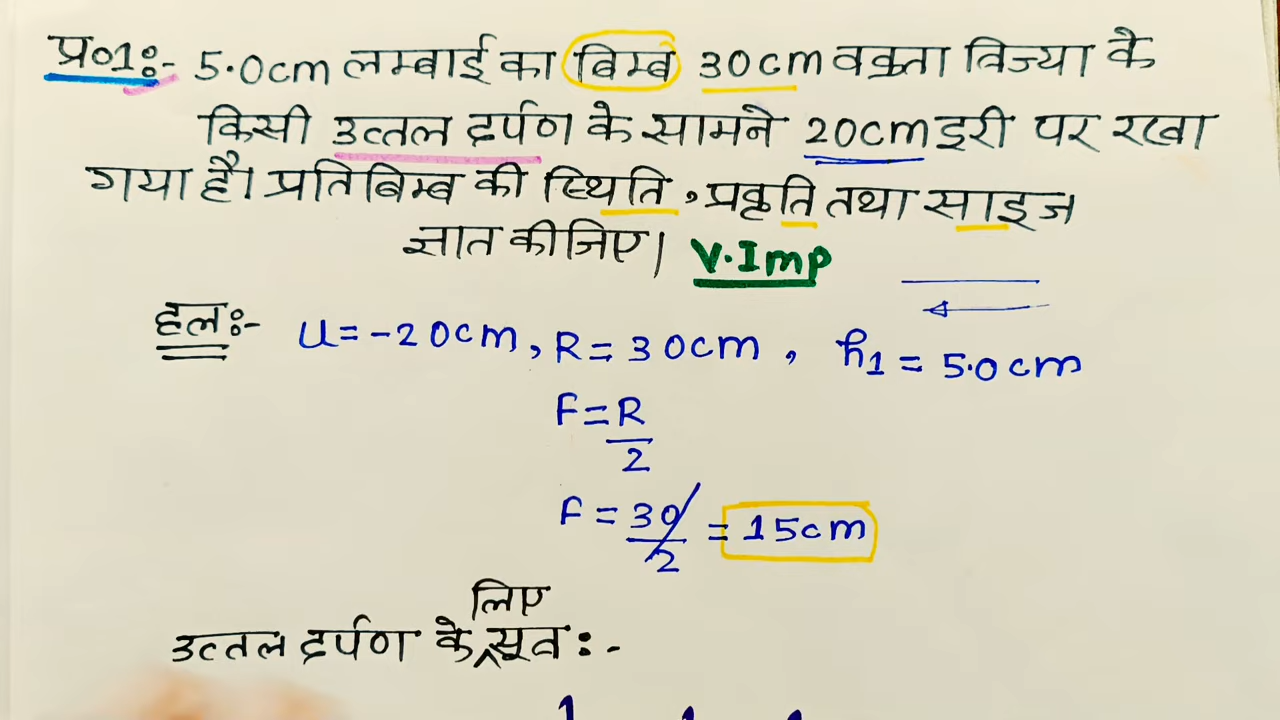 प्र०1:- 5.0cm लम्बाई का बिम्ब 30cm वक्रता त्रिज्या के
किसी उत्तल दर्पण के सामने 20cm दूरी पर रखा
गया है। प्रतिबिम्ब की स्थिति, प्रकृति तथा साइज
ज्ञात कीजिए। V.Imp
हल:- u=-20cm, R=30cm, h1=5.0cm
F=R/2
F=30/2=15cm
लिए
उत्तल दर्पण के ^ सूत्र:-